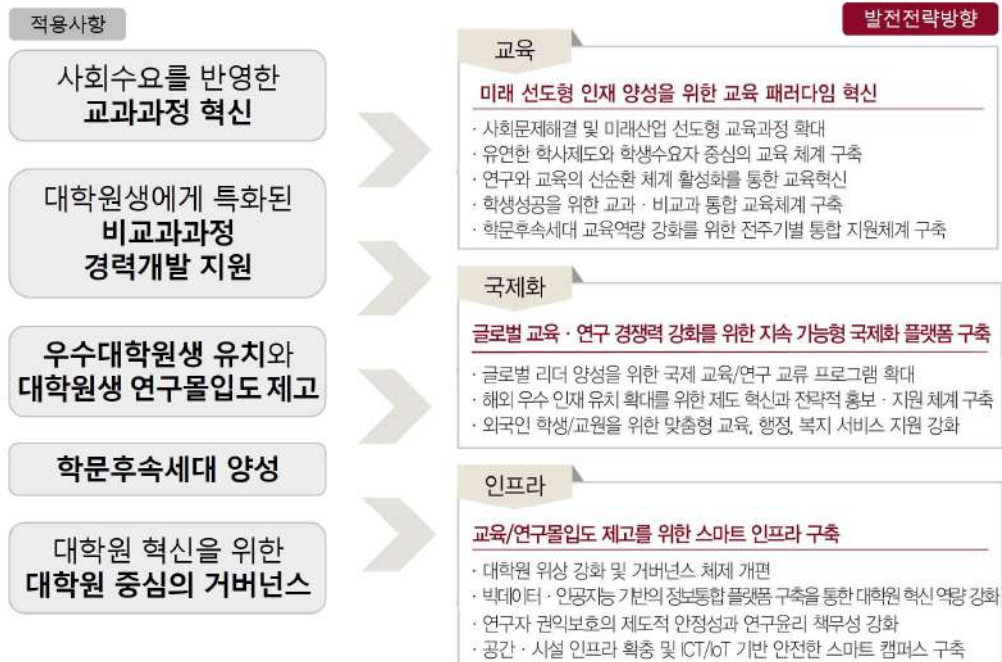 적용사항
사회수요를 반영한
교과과정 혁신
대학원생에게 특화된
비교과과정
경력개발 지원
우수대학원생 유치와
대학원생 연구몰입도 제고
학문후속세대 양성
대학원 혁신을 위한
대학원 중심의 거버넌스
발전전략방향
교육
미래 선도형 인재 양성을 위한 교육 패러다임 혁신
· 사회문제해결 및 미래산업 선도형 교육과정 확대
· 유연한 학사제도와 학생수요자 중심의 교육 체계 구축
· 연구와 교육의 선순환 체계 활성화를 통한 교육혁신
· 학생성공을 위한 교과 · 비교과 통합 교육체계 구축
· 학문후속세대 교육역량 강화를 위한 전주기별 통합 지원체계 구축
국제화
글로벌 교육 · 연구 경쟁력 강화를 위한 지속 가능형 국제화 플랫폼 구축
· 글로벌 리더 양성을 위한 국제 교육/연구 교류 프로그램 확대
· 해외 우수 인재 유치 확대를 위한 제도 혁신과 전략적 홍보 · 지원 체계 구축
· 외국인 학생/교원을 위한 맞춤형 교육, 행정, 복지 서비스 지원 강화
인프라
교육/연구몰입도 제고를 위한 스마트 인프라 구축
· 대학원 위상 강화 및 거버넌스 체제 개편
· 빅데이터 · 인공지능 기반의 정보통합 플랫폼 구축을 통한 대학원 혁신 역량 강화
· 연구자 권익보호의 제도적 안정성과 연구윤리 책무성 강화
· 공간 · 시설 인프라 확충 및 ICT/IoT 기반 안전한 스마트 캠퍼스 구축